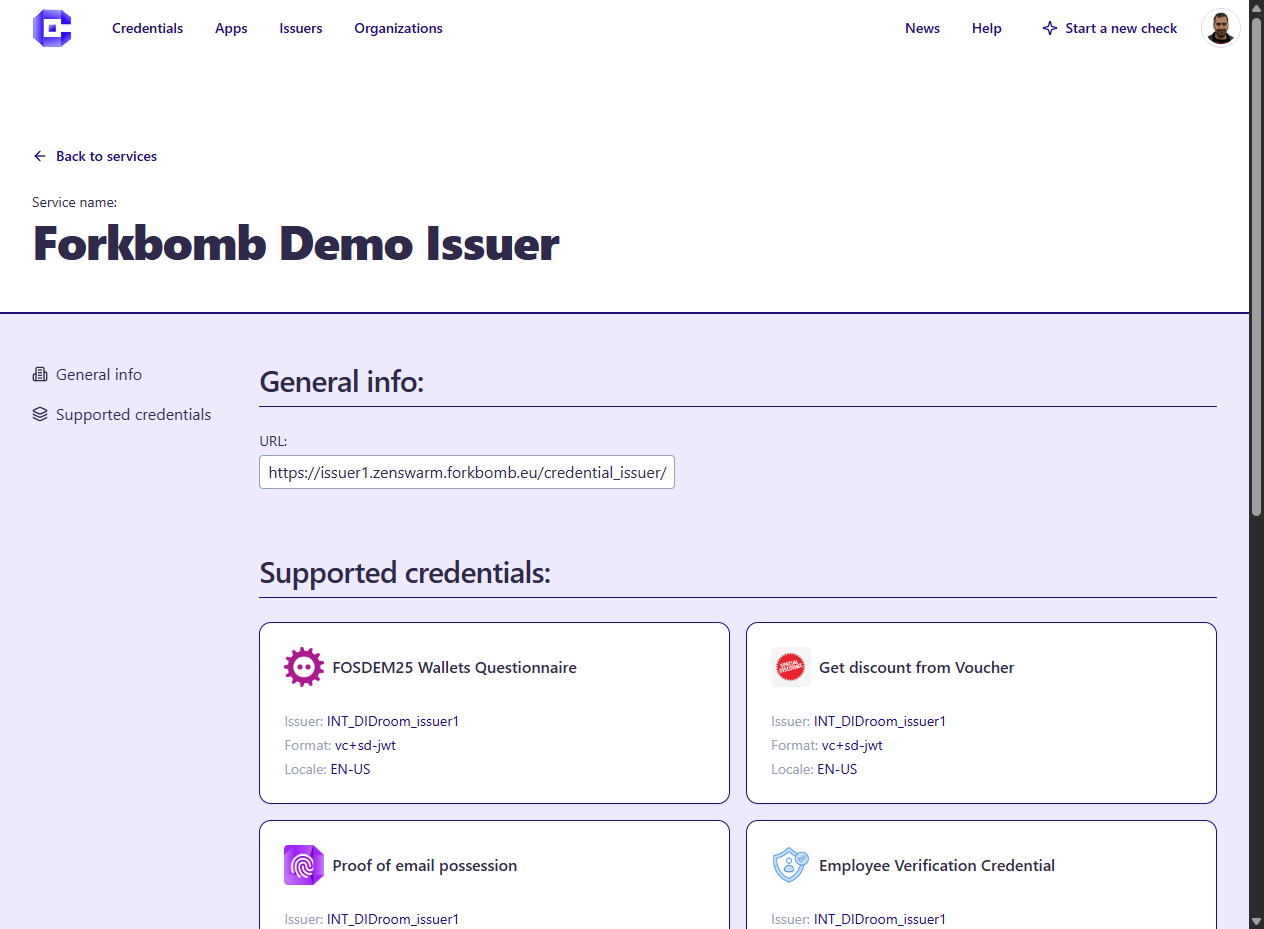 Credentials
Apps
Issuers
Organizations
News
Help
Start a new check
Back to services
Service name:
Forkbomb Demo Issuer
General info
Supported credentials
General info:
URL:
https://issuer1.zenswarm.forkbomb.eu/credential_issuer/
Supported credentials:
FOSDEM25 Wallets Questionnaire
Issuer: INT_DIDroom_issuer1
Format: vc+sd-jwt
Locale: EN-US
SPECIAL
DISCOUNT
Get discount from Voucher
Issuer: INT_DIDroom_issuer1
Format: vc+sd-jwt
Locale: EN-US
Proof of email possession
Issuer: INT_DIDroom_issuer1
Employee Verification Credential
Issuer: INT_DIDroom_issuer1